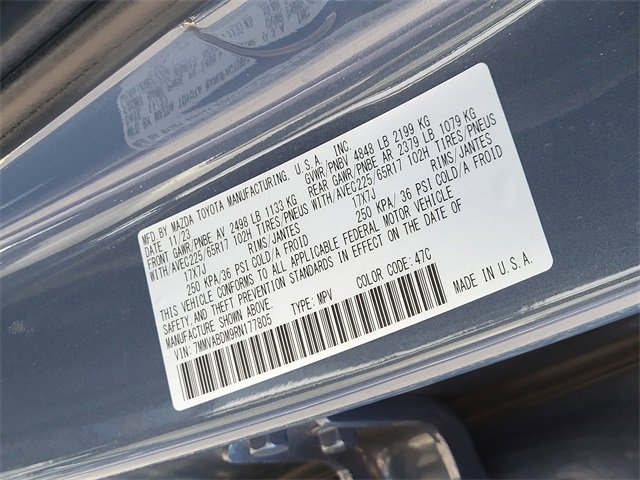 MFD BY MAZDA TOYOTA MANUFACTURING, U.S.A. INC.
11/23 GVWR/PNBV 4848 LB 2199 KG
FRONT GAWR/PNBE AV 2498 LB 1133 KG REAR GAWR/PNBE AR 2379 LB 1079 KG
WITH/AVEC225/65R17 102H TIRES/PNEUS WITH/AVEC225/65R17 102H TIRES/PNEUS
17X7J RIMS/JANTES 17X7J RIMS/JANTES
250 KPA/36 PSI COLD/A FROID 250 KPA/ 36 PSI COLD/A FROID
THIS VEHICLE CONFORMS TO ALL APPLICABLE FEDERAL MOTOR VEHICLE
SAFETY, AND THEFT PREVENTION STANDARDS IN EFFECT ON THE DATE OF
MANUFACTURE SHOWN ABOVE.
VIN: 7MMVABDM9RN177805 TYPE: MPV COLOR CODE: 47C
MADE IN U.S.A.